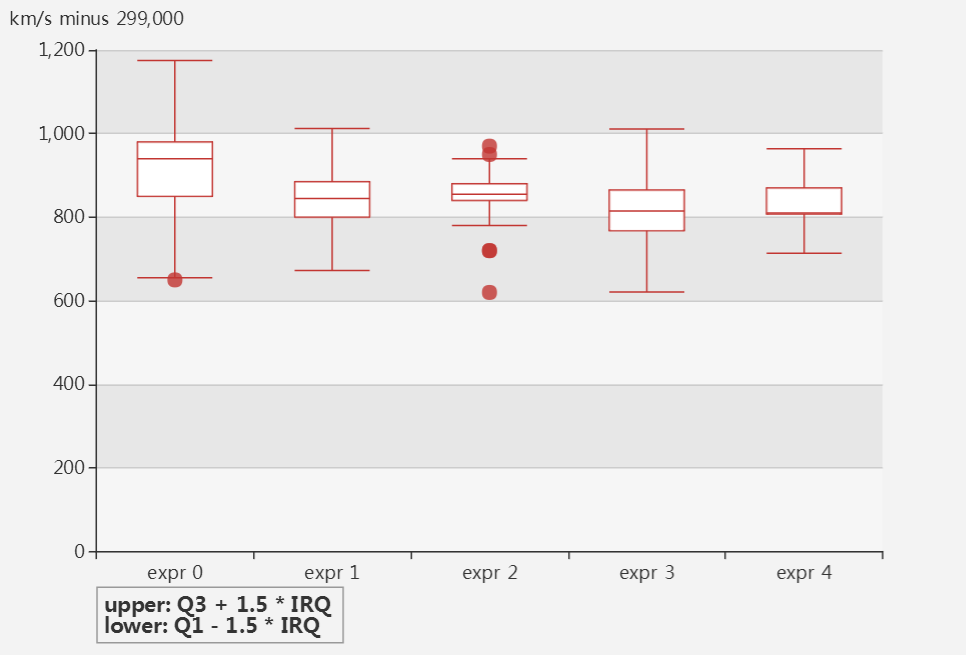 km/s minus 299,000
1,200
1,000
800
600
400
200
0
expr 0 expr 1 expr 2 expr 3 expr 4
upper: Q3 + 1.5 * IRQ
lower: Q1 - 1.5 * IRQ